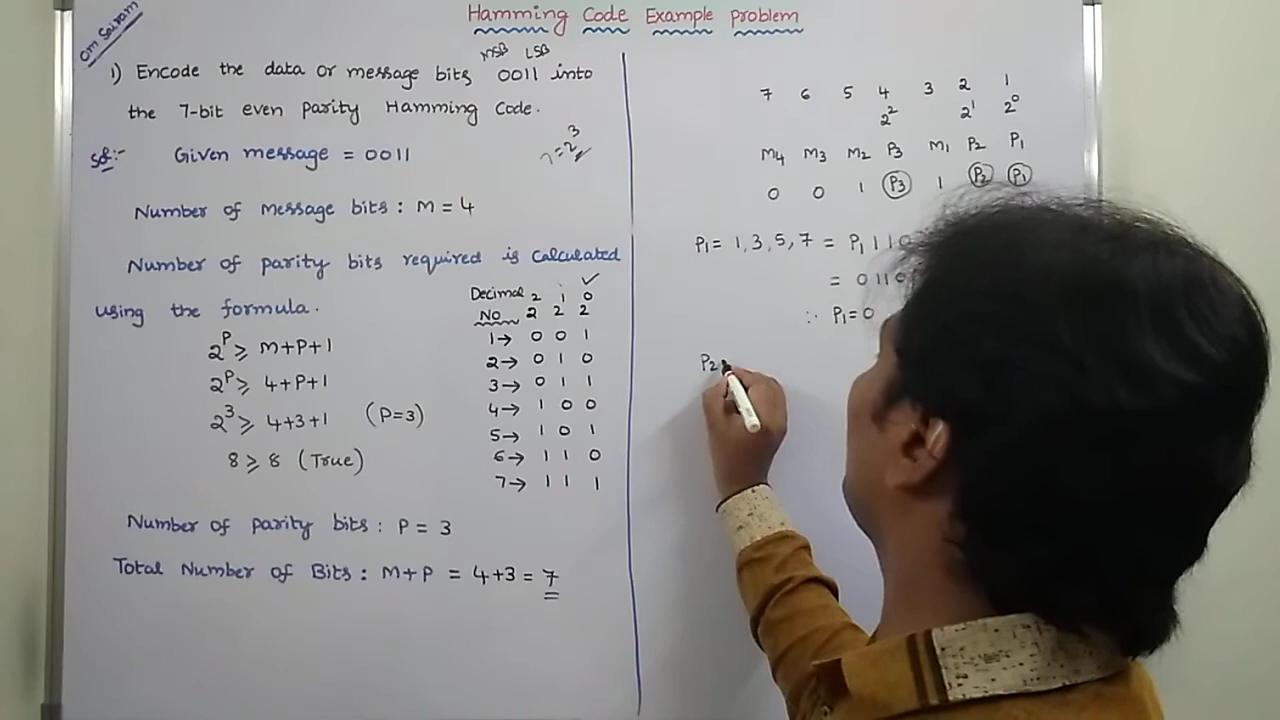 Om Sairam
Hamming Code Example problem
MSB LSB
1) Encode the data or message bits 0011 into
the 7-bit even parity Hamming Code.
Sol:- Given message = 0011
Number of message bits : M = 4
Number of parity bits required is Calculated
using the formula.
2^P ≥ M+P+1
2^P ≥ 4+P+1
2^3 ≥ 4+3+1 (P=3)
8 ≥ 8 (True)
Decimal 2 1 0
No 2 2 2
1→ 0 0 1
2→ 0 1 0
3→ 0 1 1
4→ 1 0 0
5→ 1 0 1
6→ 1 1 0
7→ 1 1 1
Number of parity bits : P = 3
Total Number of Bits : M+P = 4+3 = 7
7 6 5 4 3 2 1
2^2 2^1 2^0
M4 M3 M2 P3 M1 P2 P1
0 0 1 P3 1 P2 P1
P1 = 1,3,5,7 = P1 1 1 0
= 0 1 1 0
∴ P1 = 0
P2